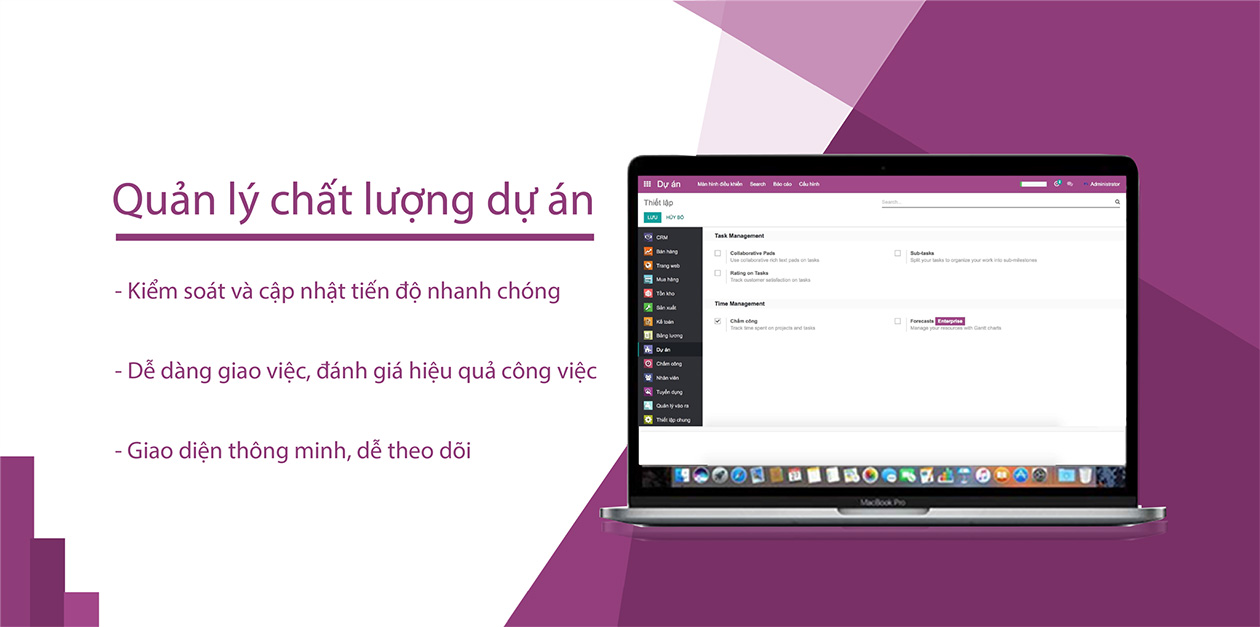 Quản lý chất lượng dự án
- Kiểm soát và cập nhật tiến độ nhanh chóng
- Dễ dàng giao việc, đánh giá hiệu quả công việc
- Giao diện thông minh, dễ theo dõi
Dự án Màn hình điều khiển Search Báo cáo Cấu hình Administrator
Thiết lập Search...
LƯU HỦY BỎ
CRM
Bán hàng
Trang web
Mua hàng
Tồn kho
Sản xuất
Kế toán
Bảng lương
Dự án
Chấm công
Nhân viên
Tuyển dụng
Quản lý vào ra
Thiết lập chung
Task Management
Collaborative Pads
Use collaborative rich text pads on tasks
Sub-tasks
Split your tasks to organize your work into sub-milestones
Rating on Tasks
Track customer satisfaction on tasks
Time Management
Chấm công
Track time spent on projects and tasks
Forecasts Enterprise
Manage your resources with Gantt charts
MacBook Pro